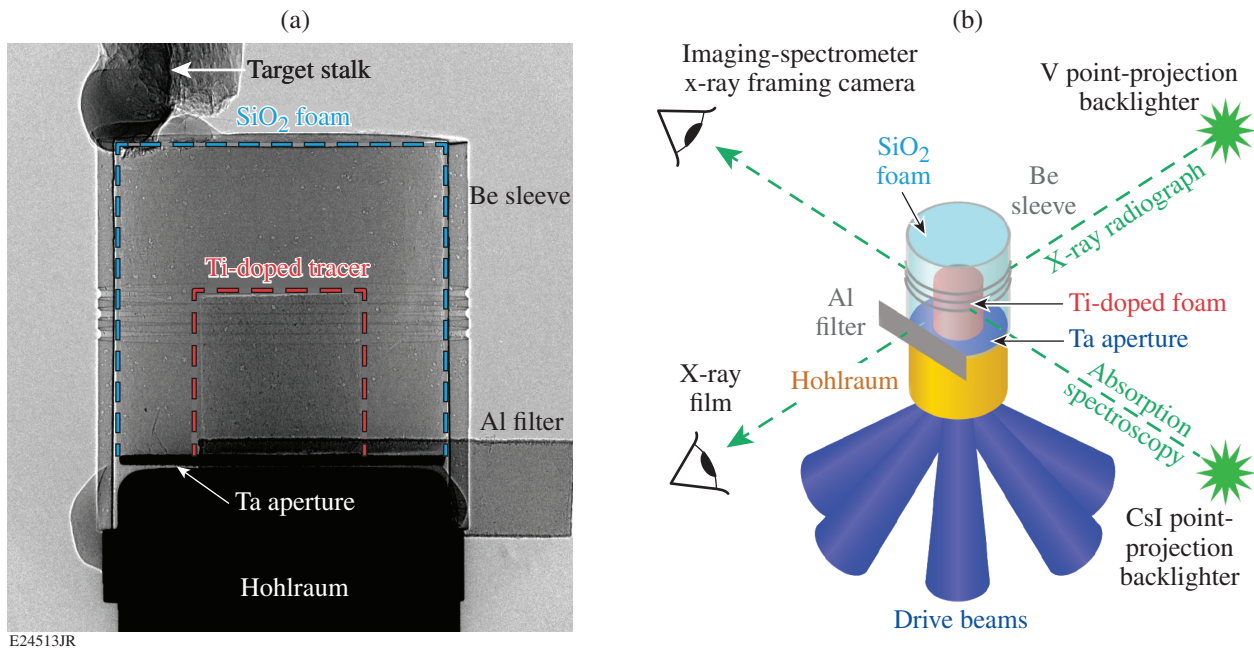 (a)
Target stalk
SiO2 foam
Be sleeve
Ti-doped tracer
Al filter
Ta aperture
Hohlraum
E24513JR
(b)
Imaging-spectrometer
x-ray framing camera
V point-projection
backlighter
SiO2
foam
Be
sleeve
X-ray radiograph
Al
filter
Ti-doped foam
Ta aperture
X-ray
film
Hohlraum
Absorption
spectroscopy
CsI point-
projection
backlighter
Drive beams